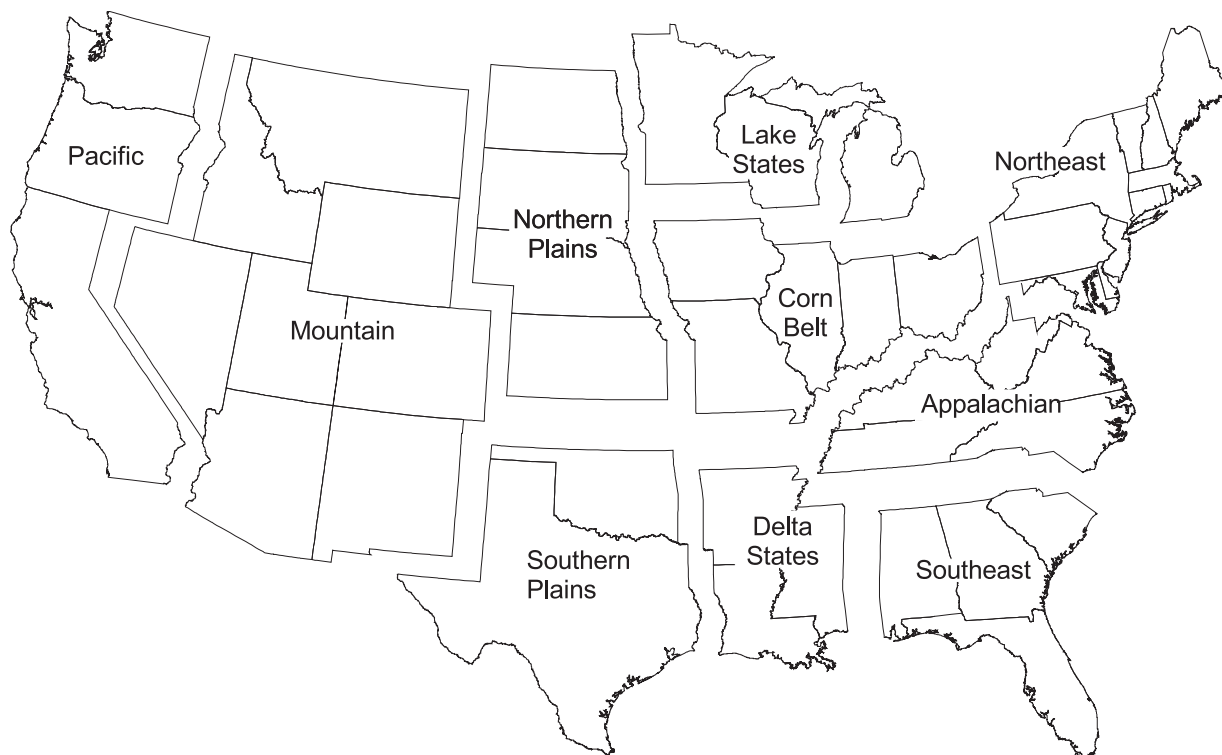 Pacific
Lake
States
Northeast
Northern
Plains
Corn
Belt
Mountain
Appalachian
Delta
States
Southern
Plains
Southeast